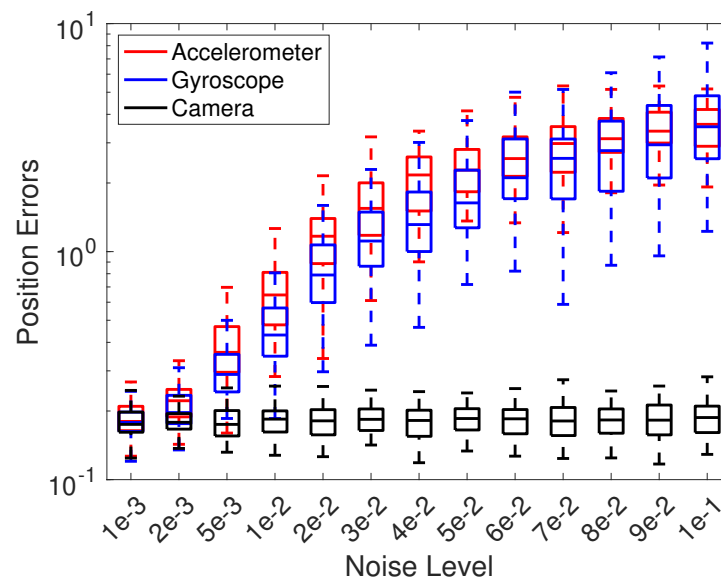 10^1
10^0
10^-1
Position Errors
Accelerometer
Gyroscope
Camera
1e-3
2e-3
5e-3
1e-2
2e-2
3e-2
4e-2
5e-2
6e-2
7e-2
8e-2
9e-2
1e-1
Noise Level